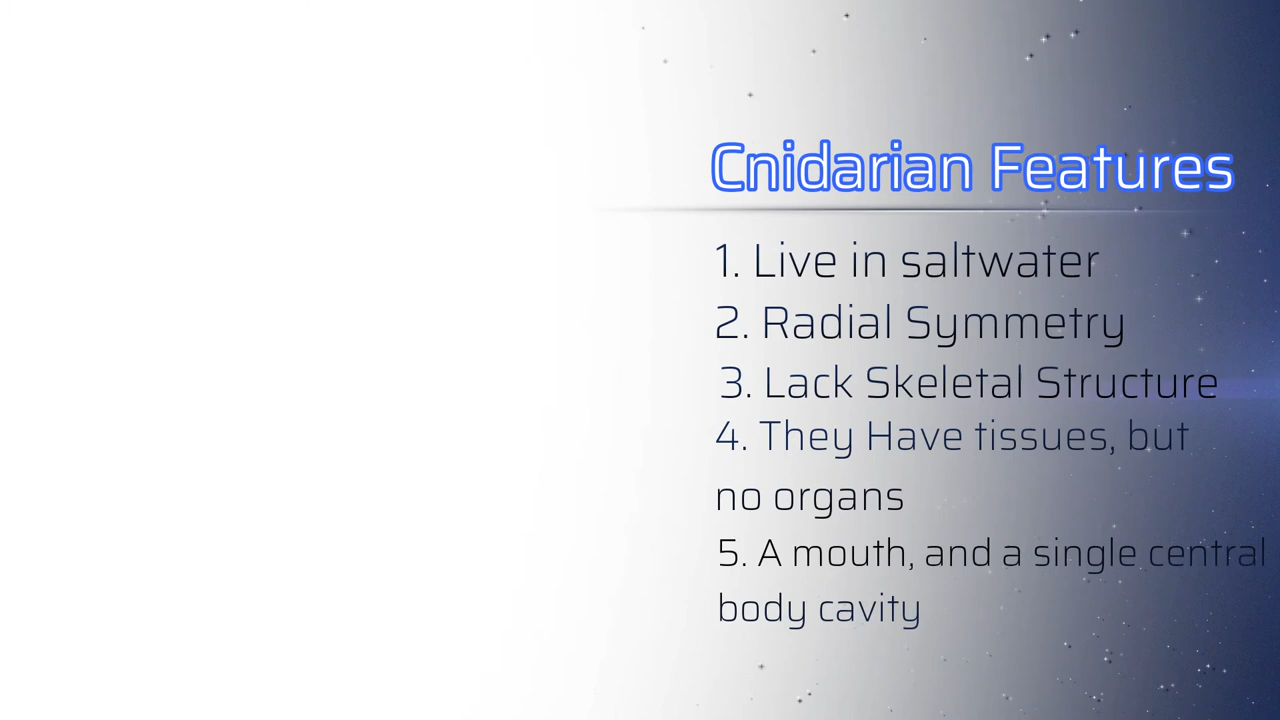 Cnidarian Features
1. Live in saltwater
2. Radial Symmetry
3. Lack Skeletal Structure
4. They Have tissues, but
no organs
5. A mouth, and a single central
body cavity